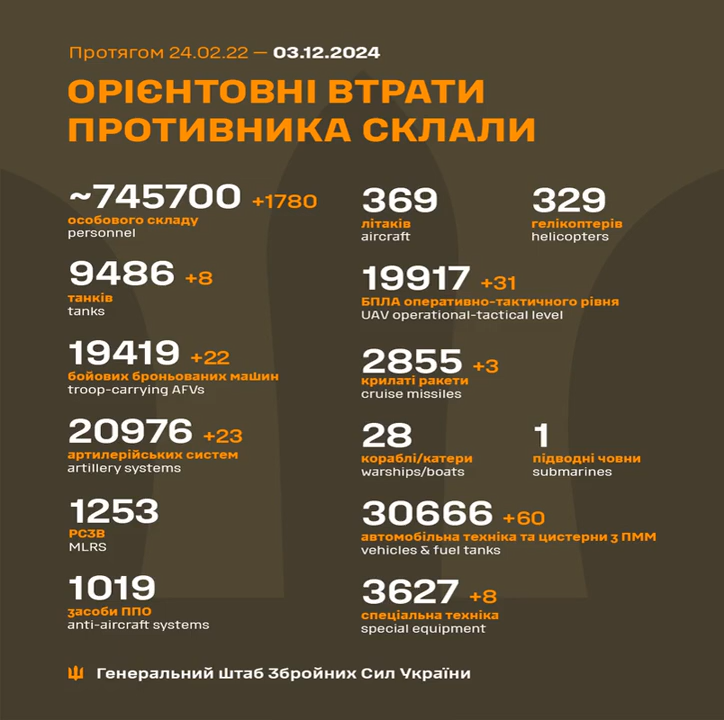 Протягом 24.02.22 — 03.12.2024
ОРІЄНТОВНІ ВТРАТИ
ПРОТИВНИКА СКЛАЛИ
~745700 +1780
особового складу
personnel
9486 +8
танків
tanks
19419 +22
бойових броньованих машин
troop-carrying AFVs
20976 +23
артилерійських систем
artillery systems
1253
РСЗВ
MLRS
1019
засоби ППО
anti-aircraft systems
369
літаків
aircraft
329
гелікоптерів
helicopters
19917 +31
БПЛА оперативно-тактичного рівня
UAV operational-tactical level
2855 +3
крилаті ракети
cruise missiles
28
кораблі/катери
warships/boats
1
підводні човни
submarines
30666 +60
автомобільна техніка та цистерни з ПММ
vehicles & fuel tanks
3627 +8
спеціальна техніка
special equipment
Генеральний штаб Збройних Сил України